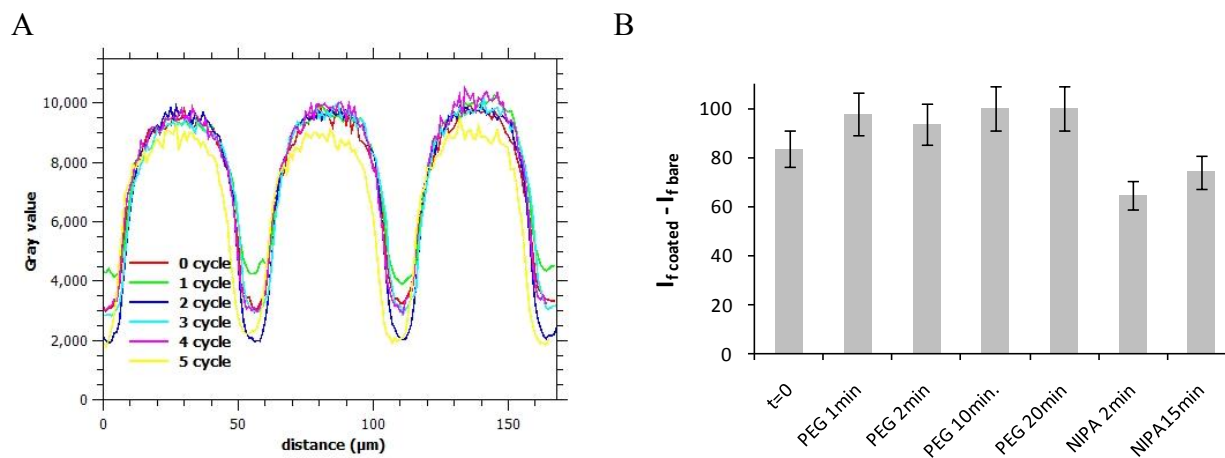 A
B
10,000
8,000
6,000
4,000
2,000
0
Gray value
0 cycle
1 cycle
2 cycle
3 cycle
4 cycle
5 cycle
0
50
100
150
distance (µm)
I f coated - I f bare
100
80
60
40
20
0
t=0
PEG 1min
PEG 2min
PEG 10min.
PEG 20min
NIPA 2min
NIPA15min